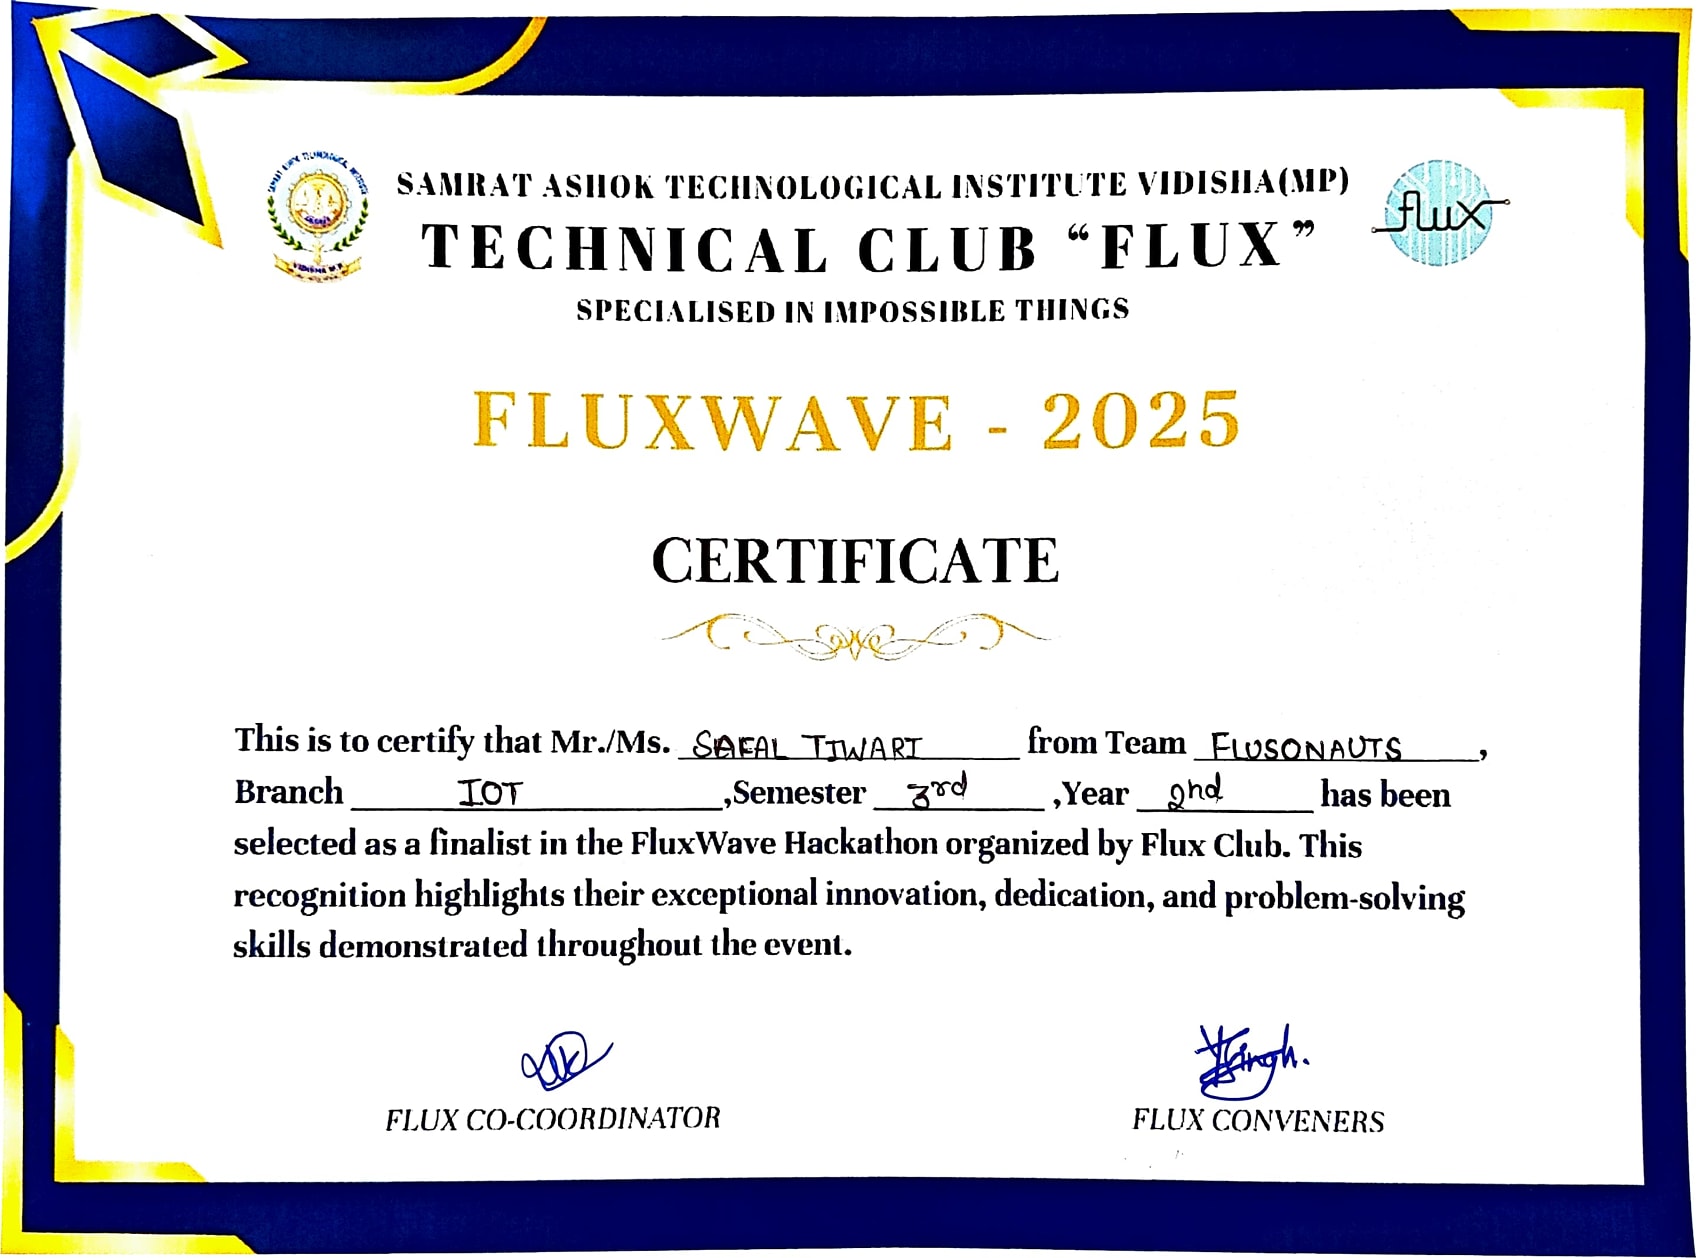 SAMRAT ASHOK TECHNOLOGICAL INSTITUTE VIDISHA(MP)
flux
TECHNICAL CLUB “FLUX”
SPECIALISED IN IMPOSSIBLE THINGS
FLUXWAVE - 2025
CERTIFICATE
This is to certify that Mr./Ms. SAFAL TIWARI from Team FLUSONAUTS,
Branch IOT ,Semester 3rd ,Year 2nd has been
selected as a finalist in the FluxWave Hackathon organized by Flux Club. This
recognition highlights their exceptional innovation, dedication, and problem-solving
skills demonstrated throughout the event.
FLUX CO-COORDINATOR
FLUX CONVENERS